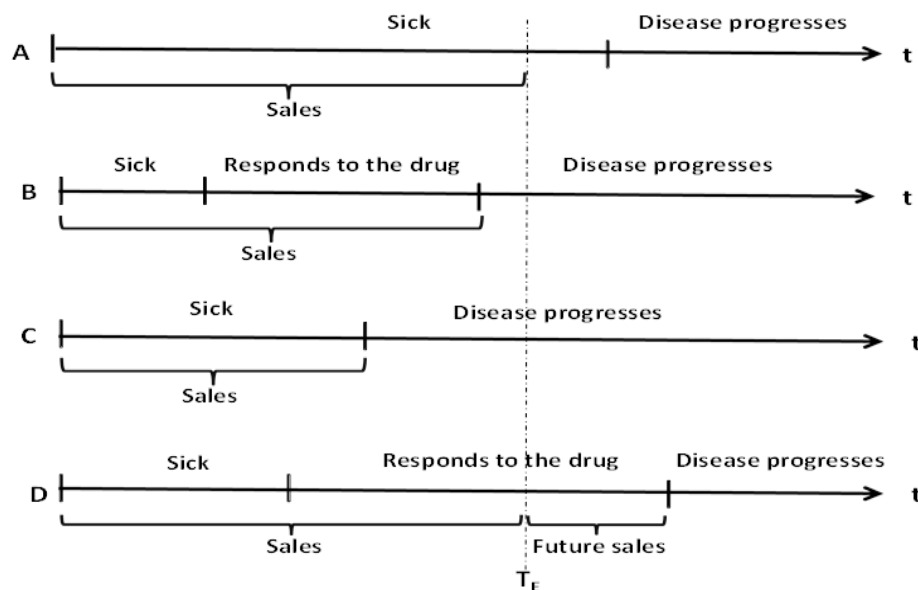 Sick Disease progresses
A t
Sales
Sick Responds to the drug Disease progresses
B t
Sales
Sick Disease progresses
C t
Sales
Sick Responds to the drug Disease progresses
D t
Sales Future sales
T_E